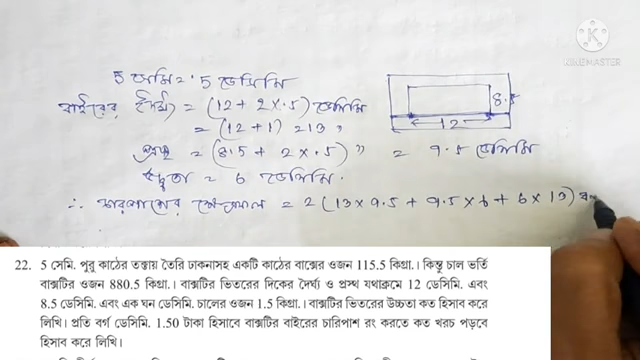 KINEMASTER
5 সেমি = .5 ডেসিমি
বাইরের দৈর্ঘ্য = (12 + 2 × .5) ডেসিমি
= (12 + 1) = 13 "
প্রস্থ = (8.5 + 2 × .5) " = 9.5 ডেসিমি
উচ্চতা = 6 ডেসিমি.
8.5
12
∴ চারপাশের ক্ষেত্রফল = 2 (13 × 9.5 + 9.5 × 6 + 6 × 13)
22. 5 সেমি. পুরু কাঠের তক্তায় তৈরি ঢাকনাসহ একটি কাঠের বাক্সের ওজন 115.5 কিগ্রা.। কিন্তু চাল ভর্তি
বাক্সটির ওজন 880.5 কিগ্রা.। বাক্সটির ভিতরের দিকের দৈর্ঘ্য ও প্রস্থ যথাক্রমে 12 ডেসিমি. এবং
8.5 ডেসিমি. এবং এক ঘন ডেসিমি. চালের ওজন 1.5 কিগ্রা.। বাক্সটির ভিতরের উচ্চতা কত হিসাব করে
লিখি। প্রতি বর্গ ডেসিমি. 1.50 টাকা হিসাবে বাক্সটির বাইরের চারিপাশ রং করতে কত খরচ পড়বে
হিসাব করে লিখি।